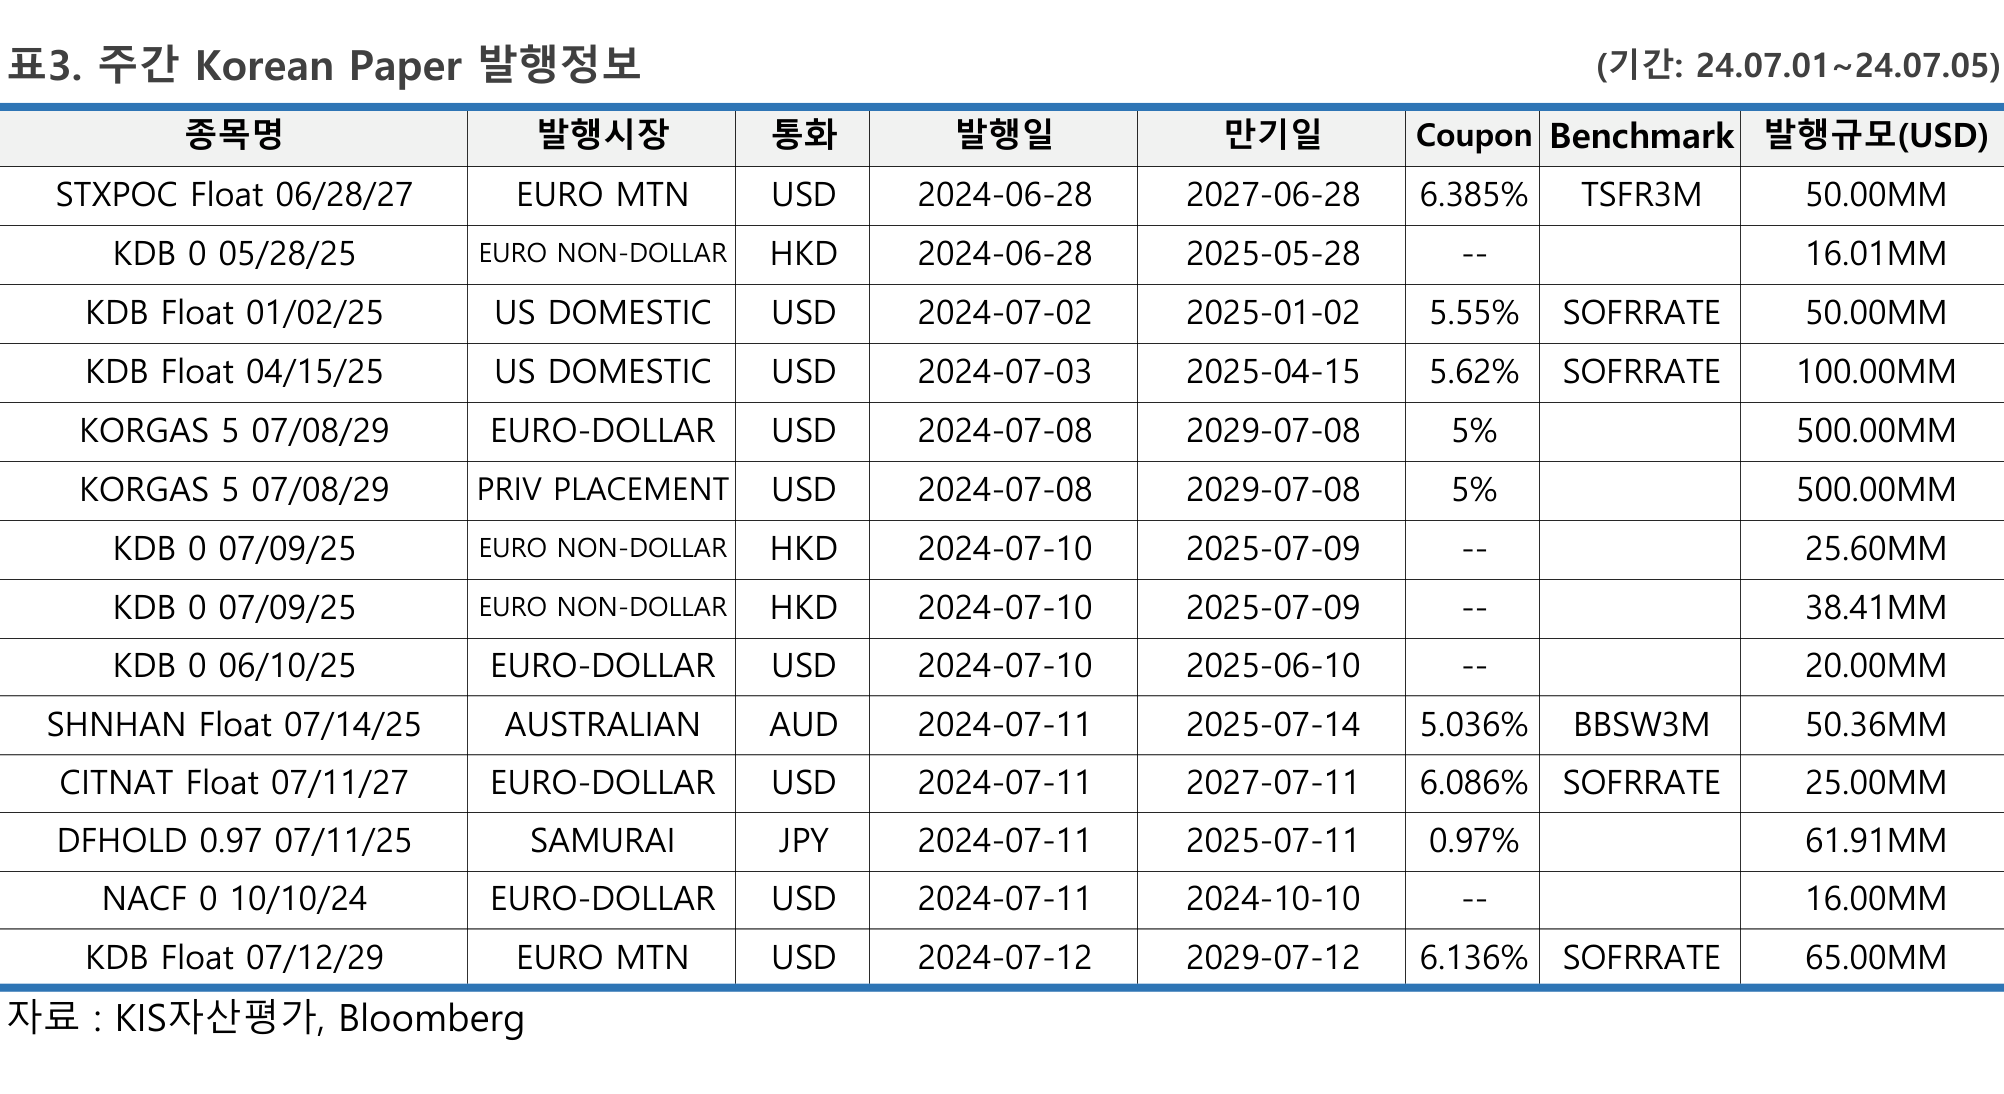 표3. 주간 Korean Paper 발행정보 (기간: 24.07.01~24.07.05)
종목명 발행시장 통화 발행일 만기일 Coupon Benchmark 발행규모(USD)
STXPOC Float 06/28/27 EURO MTN USD 2024-06-28 2027-06-28 6.385% TSFR3M 50.00MM
KDB 0 05/28/25 EURO NON-DOLLAR HKD 2024-06-28 2025-05-28 -- 16.01MM
KDB Float 01/02/25 US DOMESTIC USD 2024-07-02 2025-01-02 5.55% SOFRRATE 50.00MM
KDB Float 04/15/25 US DOMESTIC USD 2024-07-03 2025-04-15 5.62% SOFRRATE 100.00MM
KORGAS 5 07/08/29 EURO-DOLLAR USD 2024-07-08 2029-07-08 5% 500.00MM
KORGAS 5 07/08/29 PRIV PLACEMENT USD 2024-07-08 2029-07-08 5% 500.00MM
KDB 0 07/09/25 EURO NON-DOLLAR HKD 2024-07-10 2025-07-09 -- 25.60MM
KDB 0 07/09/25 EURO NON-DOLLAR HKD 2024-07-10 2025-07-09 -- 38.41MM
KDB 0 06/10/25 EURO-DOLLAR USD 2024-07-10 2025-06-10 -- 20.00MM
SHNHAN Float 07/14/25 AUSTRALIAN AUD 2024-07-11 2025-07-14 5.036% BBSW3M 50.36MM
CITNAT Float 07/11/27 EURO-DOLLAR USD 2024-07-11 2027-07-11 6.086% SOFRRATE 25.00MM
DFHOLD 0.97 07/11/25 SAMURAI JPY 2024-07-11 2025-07-11 0.97% 61.91MM
NACF 0 10/10/24 EURO-DOLLAR USD 2024-07-11 2024-10-10 -- 16.00MM
KDB Float 07/12/29 EURO MTN USD 2024-07-12 2029-07-12 6.136% SOFRRATE 65.00MM
자료 : KIS자산평가, Bloomberg